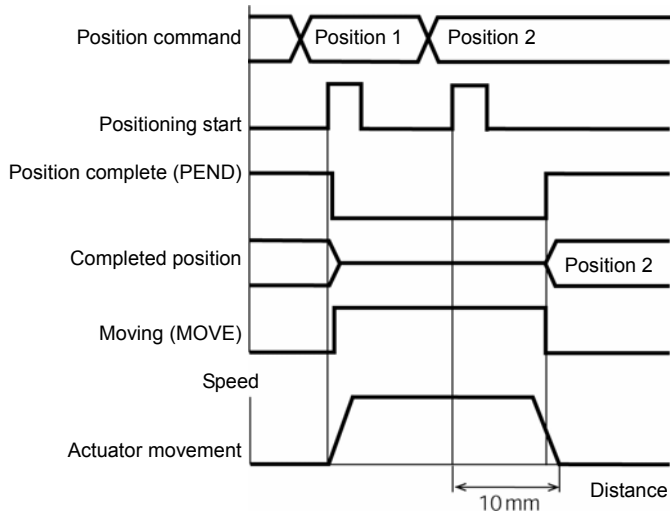 Position command
Position 1
Position 2
Positioning start
Position complete (PEND)
Completed position
Position 2
Moving (MOVE)
Speed
Actuator movement
Distance
10 mm